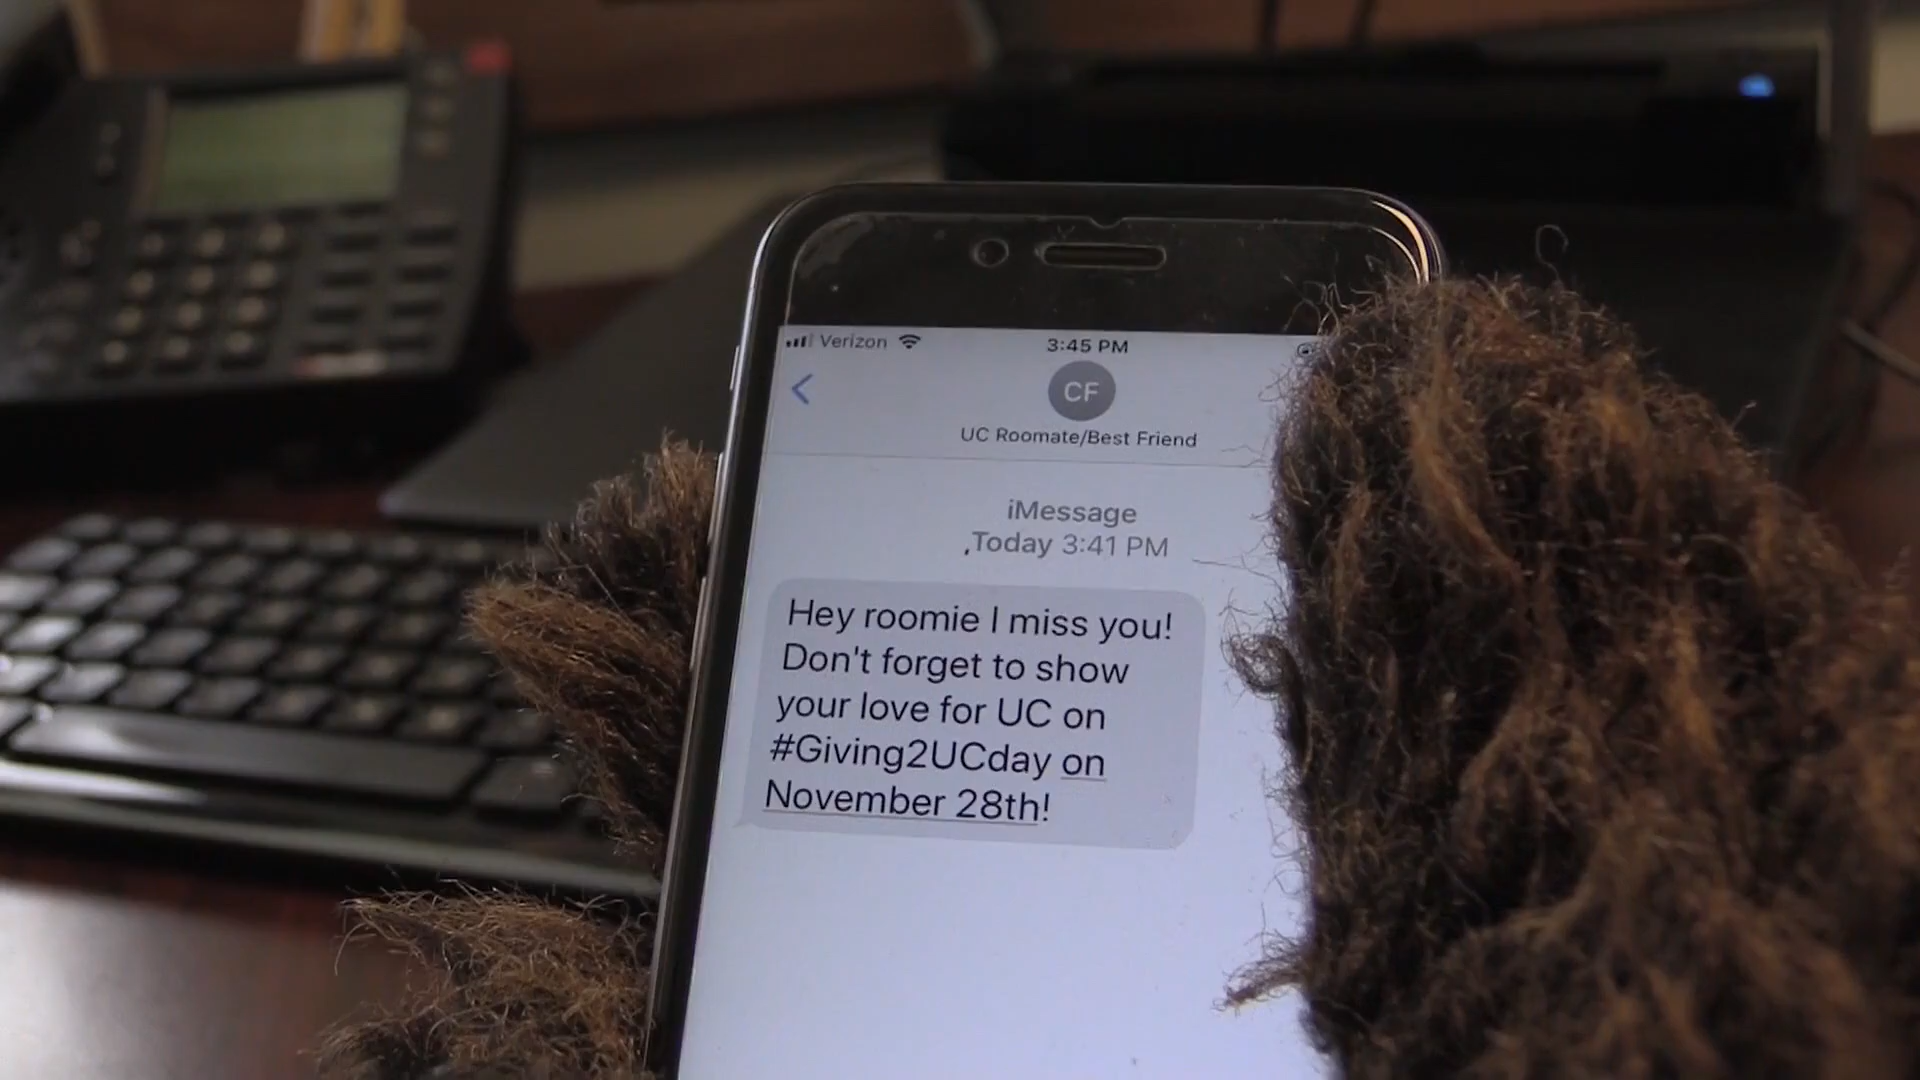 Verizon 3:45 PM
CF
UC Roomate/Best Friend
iMessage
Today 3:41 PM
Hey roomie I miss you!
Don't forget to show
your love for UC on
#Giving2UCday on
November 28th!